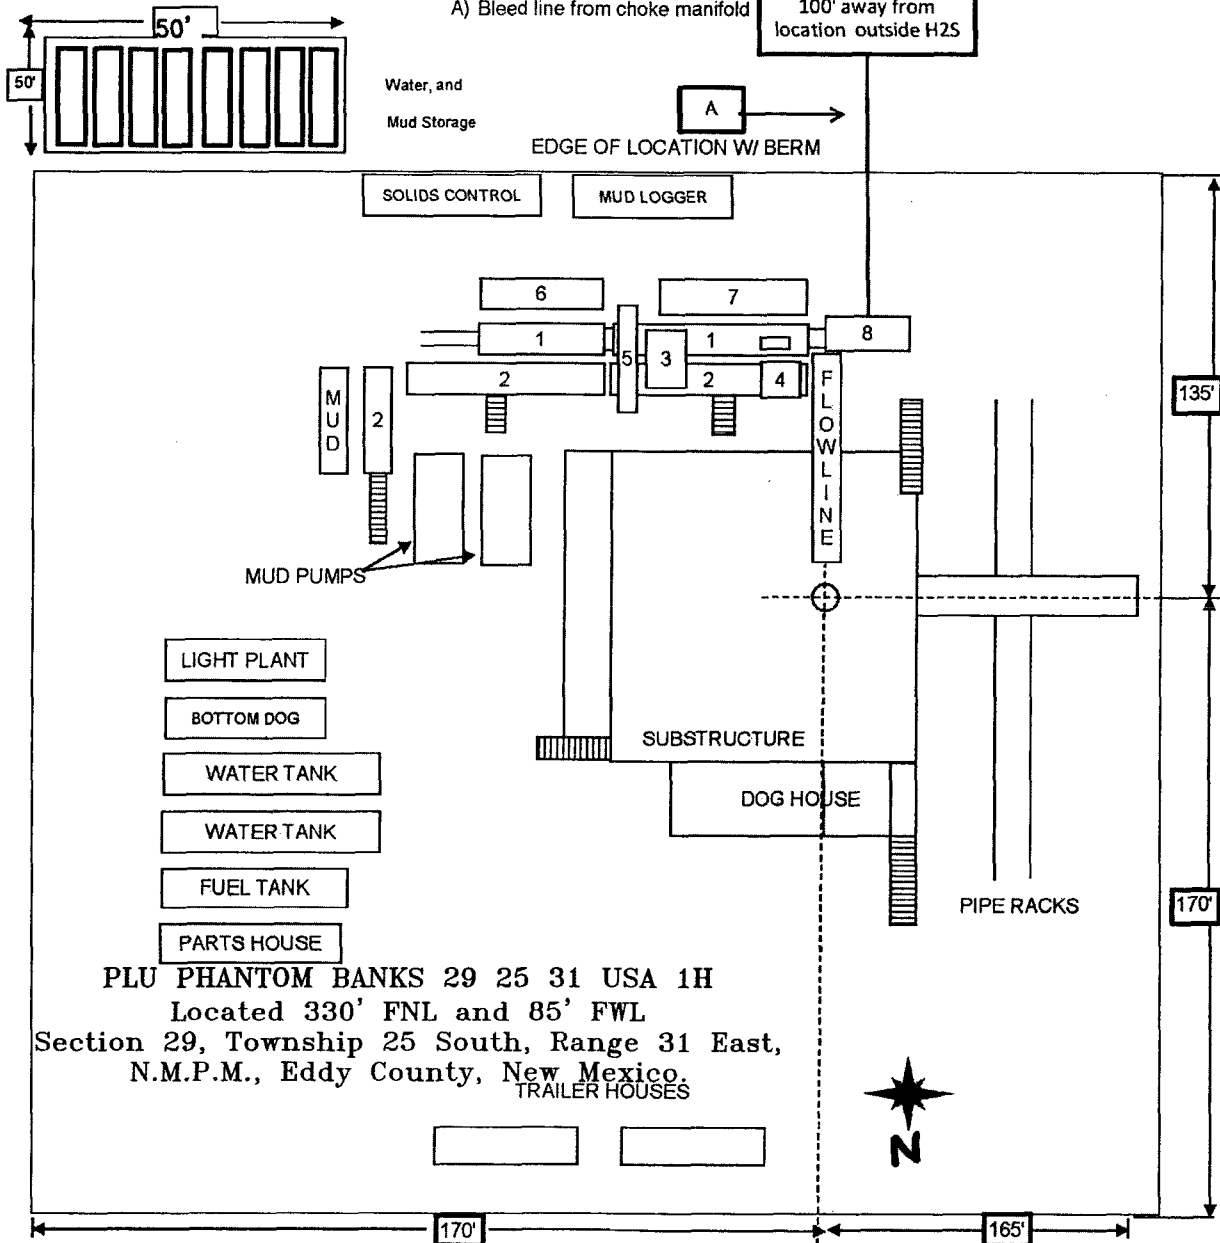 A) Bleed line from choke manifold
100' away from
location outside H2S
50'
50'
Water, and
Mud Storage
A
EDGE OF LOCATION W/ BERM
SOLIDS CONTROL
MUD LOGGER
6
7
1
1
8
5
3
2
2
4
MUD
2
FLOWLINE
135'
MUD PUMPS
LIGHT PLANT
BOTTOM DOG
WATER TANK
WATER TANK
FUEL TANK
PARTS HOUSE
SUBSTRUCTURE
DOG HOUSE
PIPE RACKS
170'
PLU PHANTOM BANKS 29 25 31 USA 1H
Located 330' FNL and 85' FWL
Section 29, Township 25 South, Range 31 East,
N.M.P.M., Eddy County, New Mexico.
TRAILER HOUSES
N
170'
165'